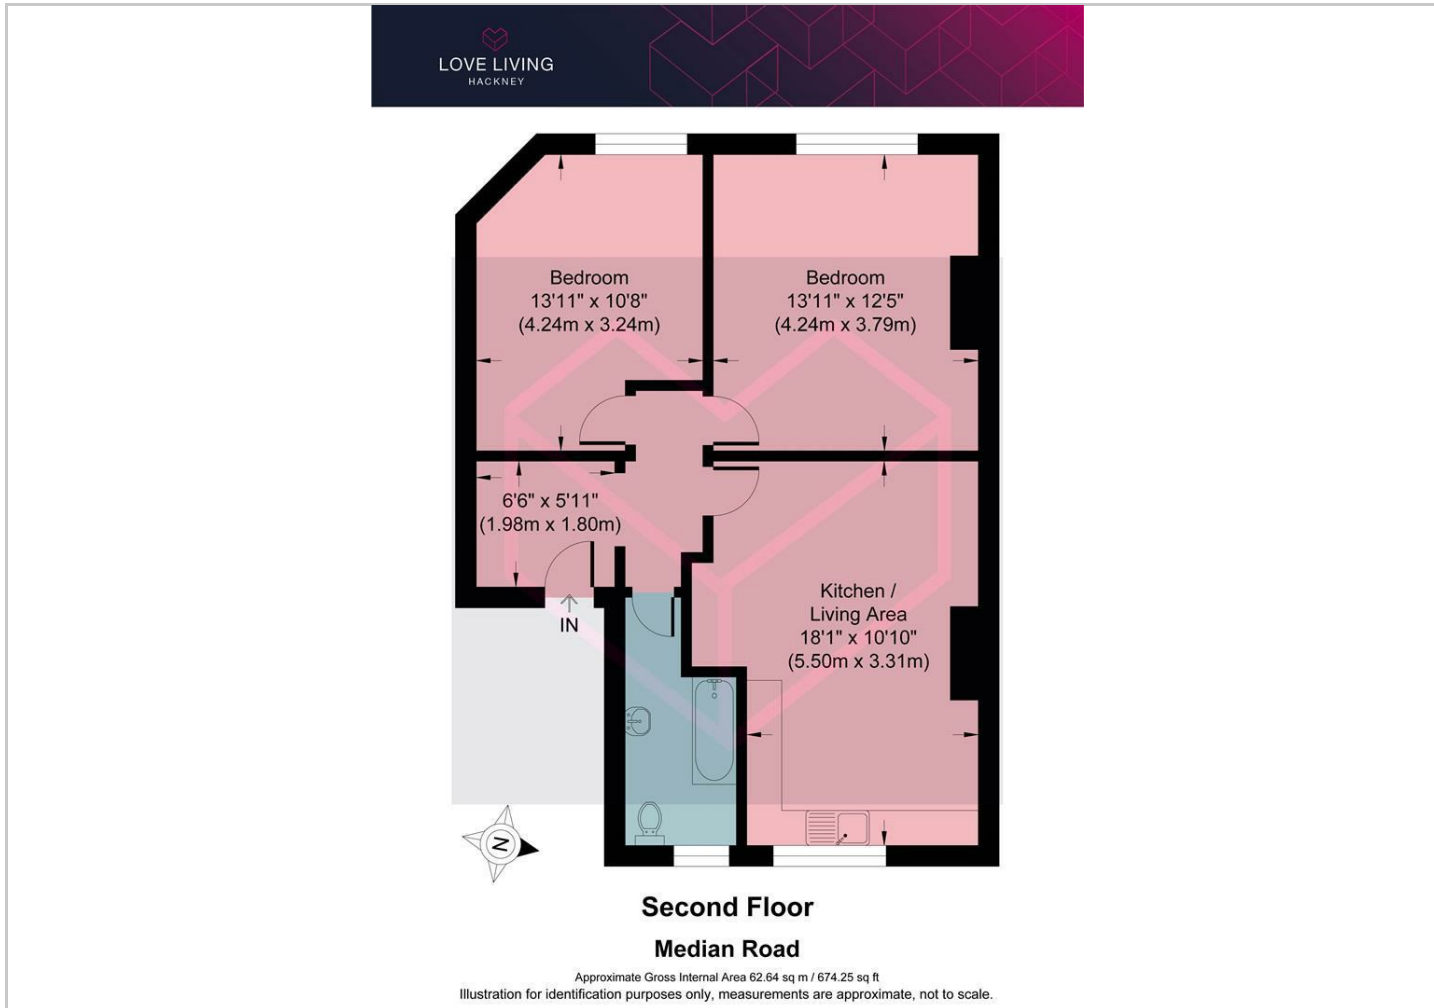 LOVE LIVING
HACKNEY
Bedroom
13'11" x 10'8"
(4.24m x 3.24m)
Bedroom
13'11" x 12'5"
(4.24m x 3.79m)
6'6" x 5'11"
(1.98m x 1.80m)
IN
Kitchen /
Living Area
18'1" x 10'10"
(5.50m x 3.31m)
N
Second Floor
Median Road
Approximate Gross Internal Area 62.64 sq m / 674.25 sq ft
Illustration for identification purposes only, measurements are approximate, not to scale.